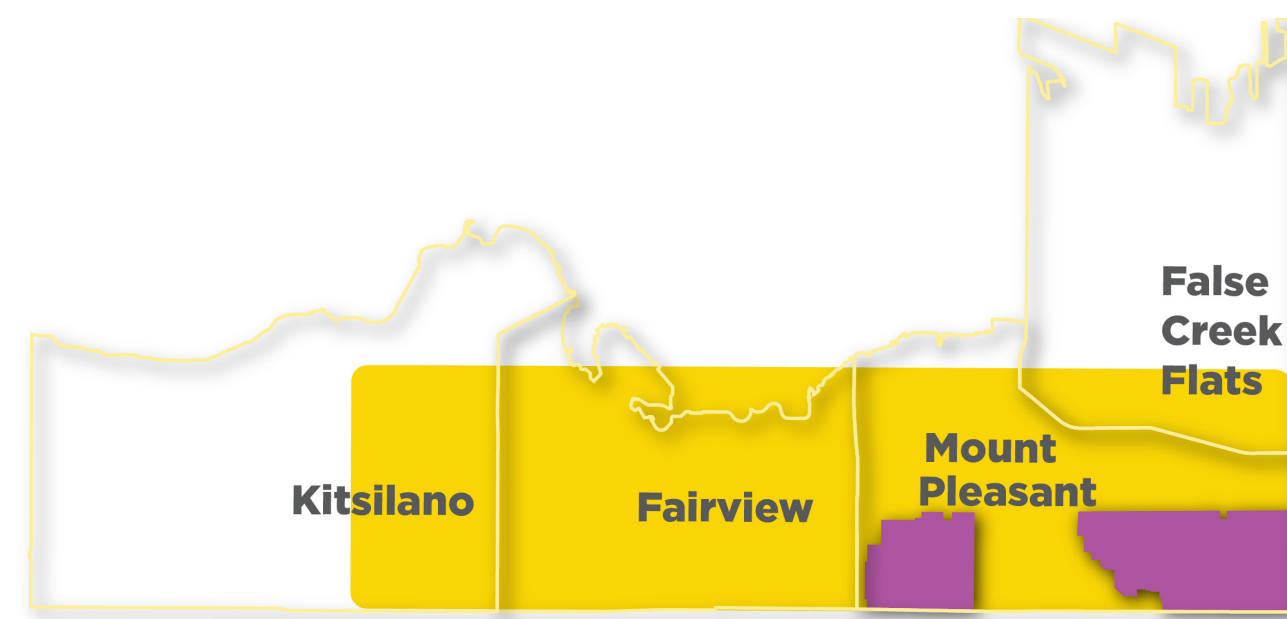 False
Creek
Flats
Mount
Pleasant
Kitsilano
Fairview